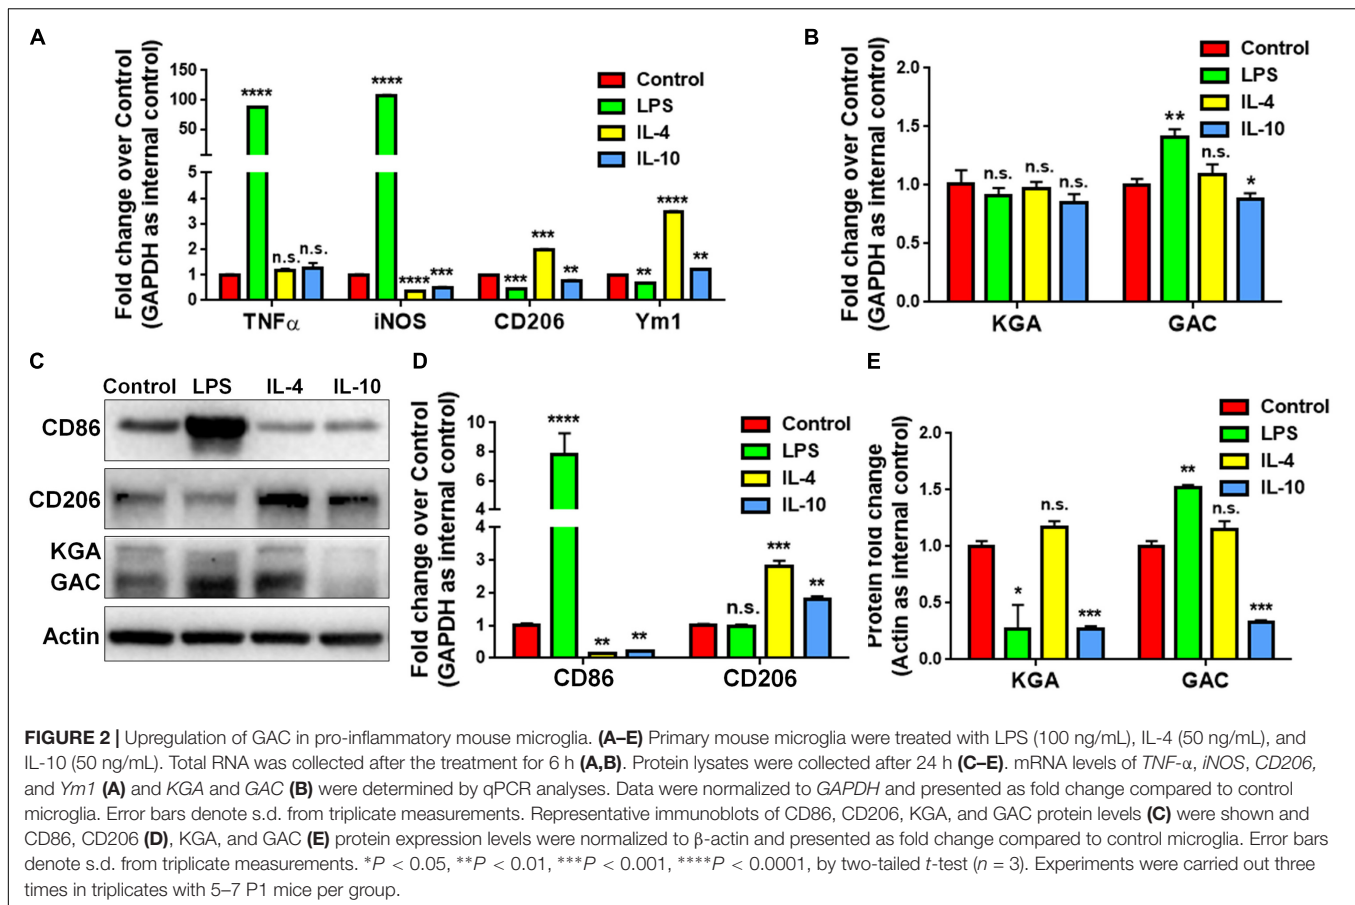 A
Fold change over Control
(GAPDH as internal control)
150
100
50
5
4
3
2
1
0
****
n.s.
n.s.
****
****
***
***
***
**
**
****
**
TNFα
iNOS
CD206
Ym1
Control
LPS
IL-4
IL-10
B
Fold change over Control
(GAPDH as internal control)
2.0
1.5
1.0
0.5
0.0
n.s.
n.s.
n.s.
**
n.s.
*
KGA
GAC
Control
LPS
IL-4
IL-10
C
Control LPS IL-4 IL-10
CD86
CD206
KGA
GAC
Actin
D
Fold change over Control
(GAPDH as internal control)
10
8
6
4
4
3
2
1
0
****
**
**
n.s.
***
**
CD86
CD206
Control
LPS
IL-4
IL-10
E
Protein fold change
(Actin as internal control)
2.0
1.5
1.0
0.5
0.0
*
n.s.
***
**
n.s.
***
KGA
GAC
Control
LPS
IL-4
IL-10
FIGURE 2 | Upregulation of GAC in pro-inflammatory mouse microglia. (A–E) Primary mouse microglia were treated with LPS (100 ng/mL), IL-4 (50 ng/mL), and
IL-10 (50 ng/mL). Total RNA was collected after the treatment for 6 h (A,B). Protein lysates were collected after 24 h (C–E). mRNA levels of TNF-α, iNOS, CD206,
and Ym1 (A) and KGA and GAC (B) were determined by qPCR analyses. Data were normalized to GAPDH and presented as fold change compared to control
microglia. Error bars denote s.d. from triplicate measurements. Representative immunoblots of CD86, CD206, KGA, and GAC protein levels (C) were shown and
CD86, CD206 (D), KGA, and GAC (E) protein expression levels were normalized to β-actin and presented as fold change compared to control microglia. Error bars
denote s.d. from triplicate measurements. *P < 0.05, **P < 0.01, ***P < 0.001, ****P < 0.0001, by two-tailed t-test (n = 3). Experiments were carried out three
times in triplicates with 5–7 P1 mice per group.